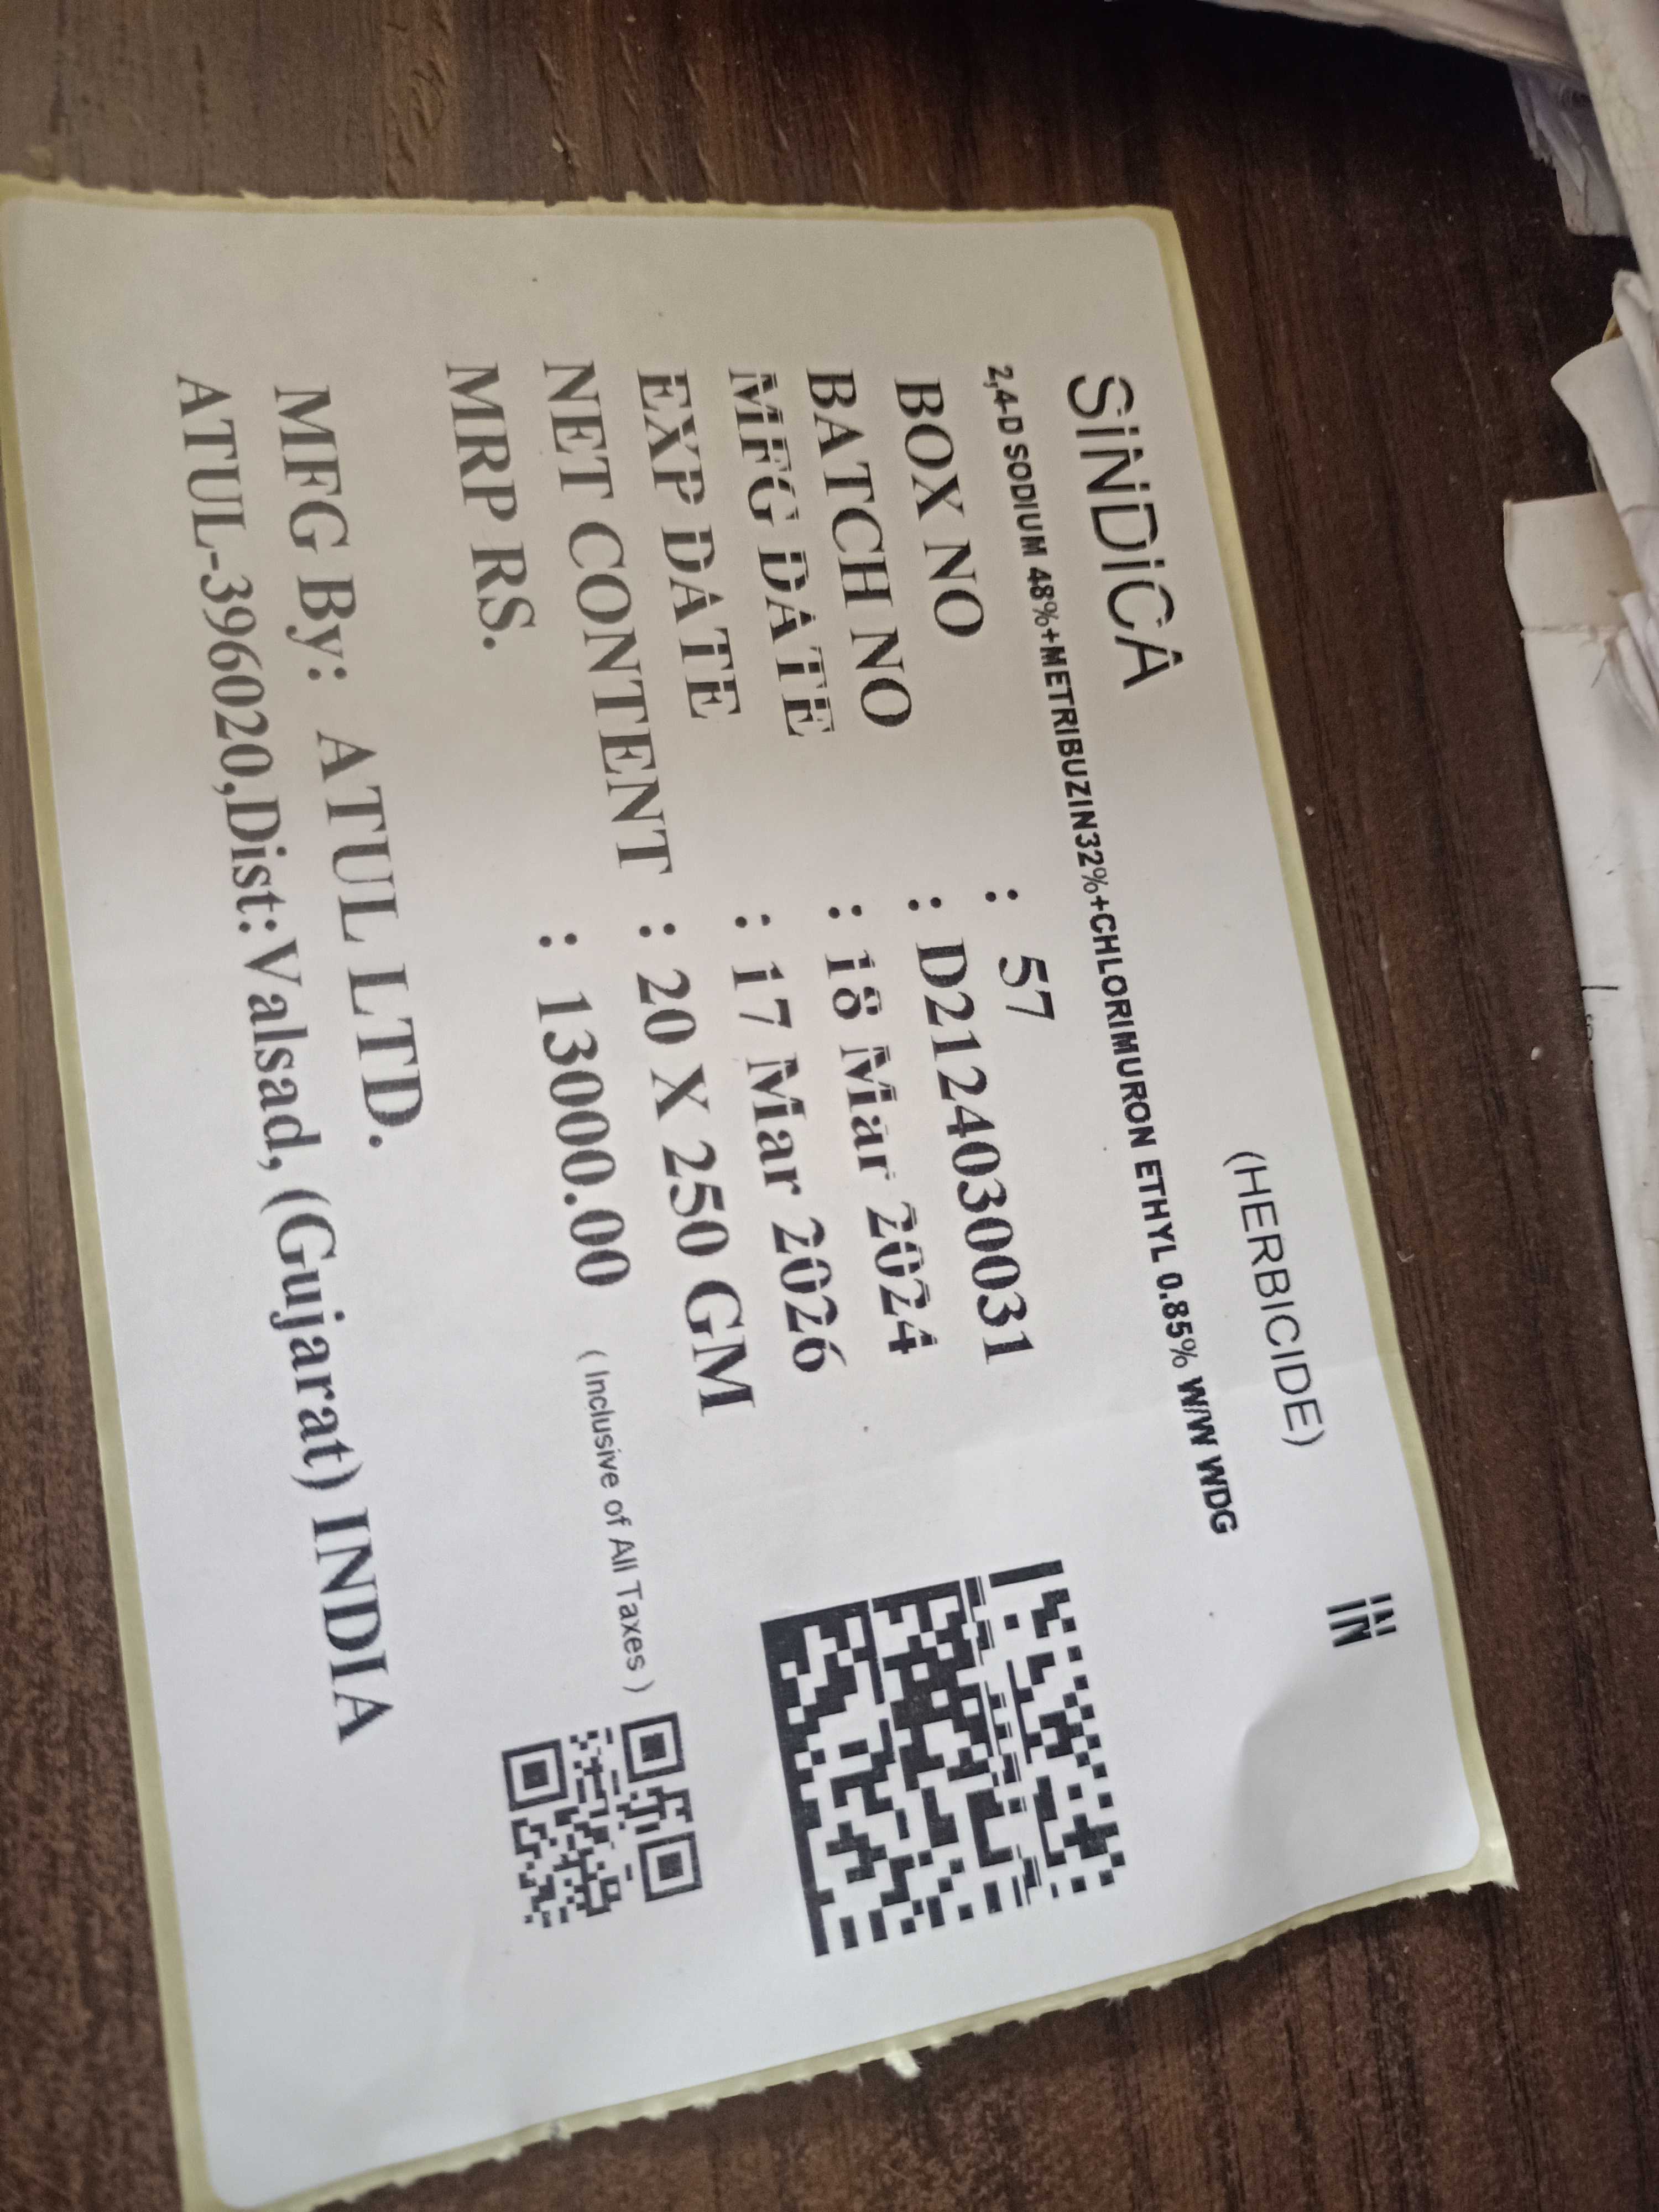 SiNDiCA (HERBICIDE)
2,4-D SODIUM 48%+METRIBUZIN32%+CHLORIMURON ETHYL 0.85% W/W WDG
BOX NO : 57
BATCH NO : D2124030031
MFG DATE : 18 Mar 2024
EXP DATE : 17 Mar 2026
NET CONTENT : 20 X 250 GM
MRP RS. : 13000.00 ( Inclusive of All Taxes )
MFG By: ATUL LTD.
ATUL-396020,Dist:Valsad, (Gujarat) INDIA